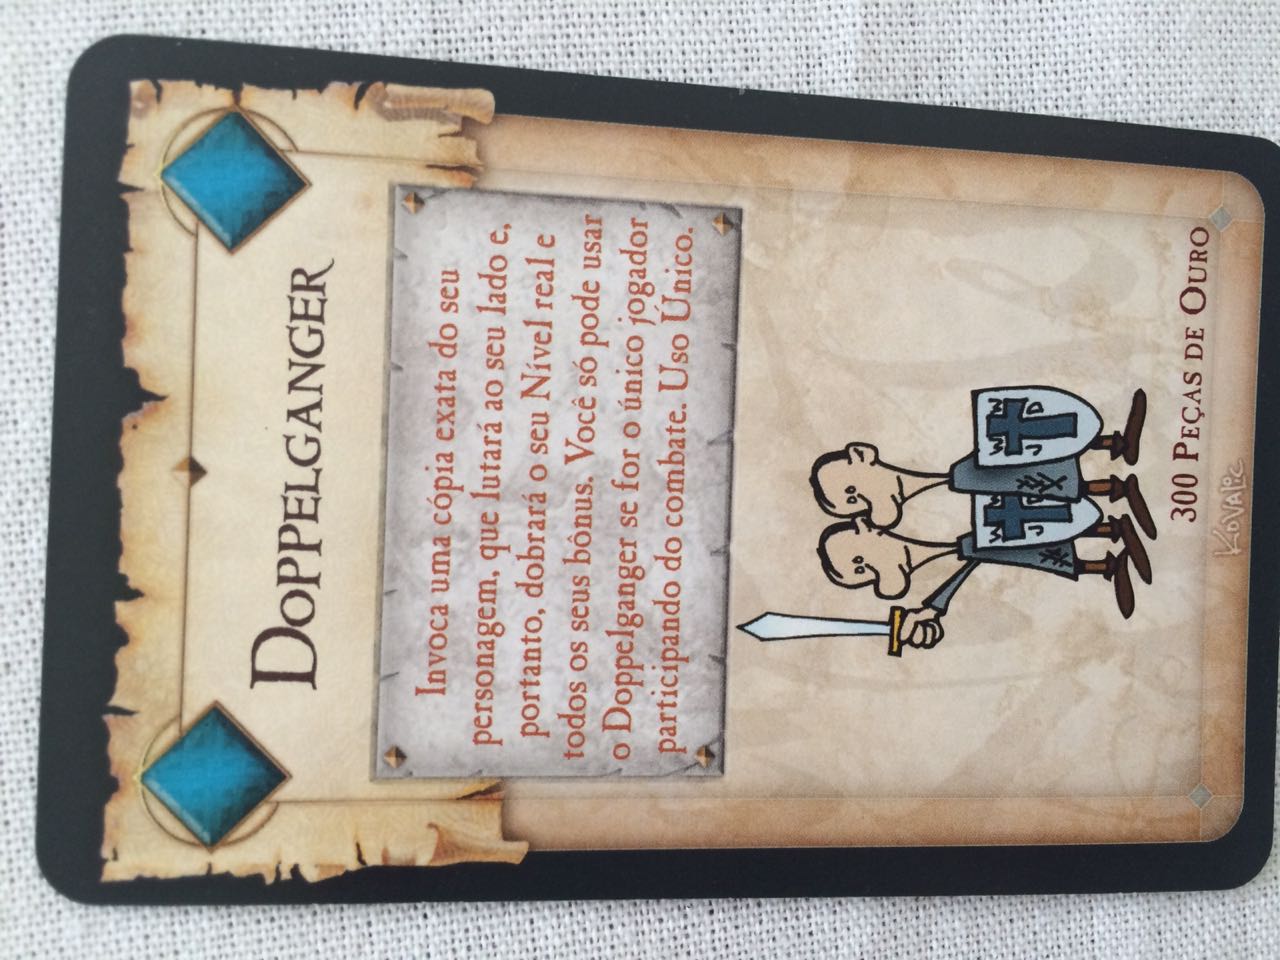 Doppelganger
Invoca uma cópia exata do seu
personagem, que lutará ao seu lado e,
portanto, dobrará o seu Nível real e
todos os seus bônus. Você só pode usar
o Doppelganger se for o único jogador
participando do combate. Uso Único.
W W
J D
W W
J D
300 Peças de Ouro
Kovalic